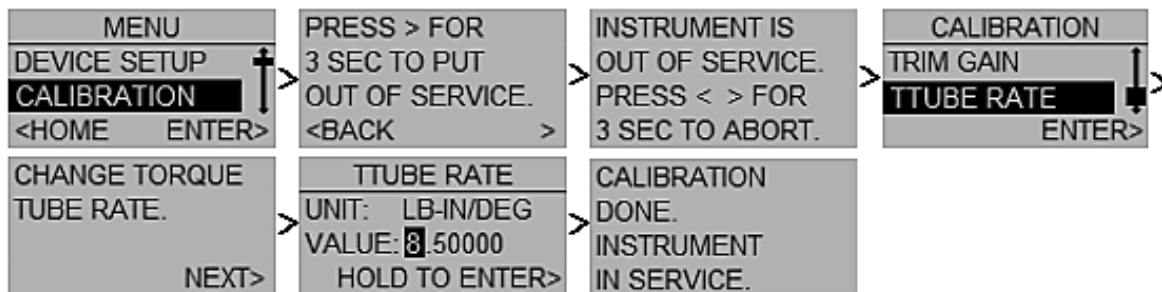 MENU
DEVICE SETUP
CALIBRATION
<HOME ENTER>
PRESS > FOR
3 SEC TO PUT
OUT OF SERVICE.
<BACK >
INSTRUMENT IS
OUT OF SERVICE.
PRESS < > FOR
3 SEC TO ABORT.
CALIBRATION
TRIM GAIN
TTUBE RATE
ENTER>
CHANGE TORQUE
TUBE RATE.
NEXT>
TTUBE RATE
UNIT: LB-IN/DEG
VALUE: 8.50000
HOLD TO ENTER>
CALIBRATION
DONE.
INSTRUMENT
IN SERVICE.